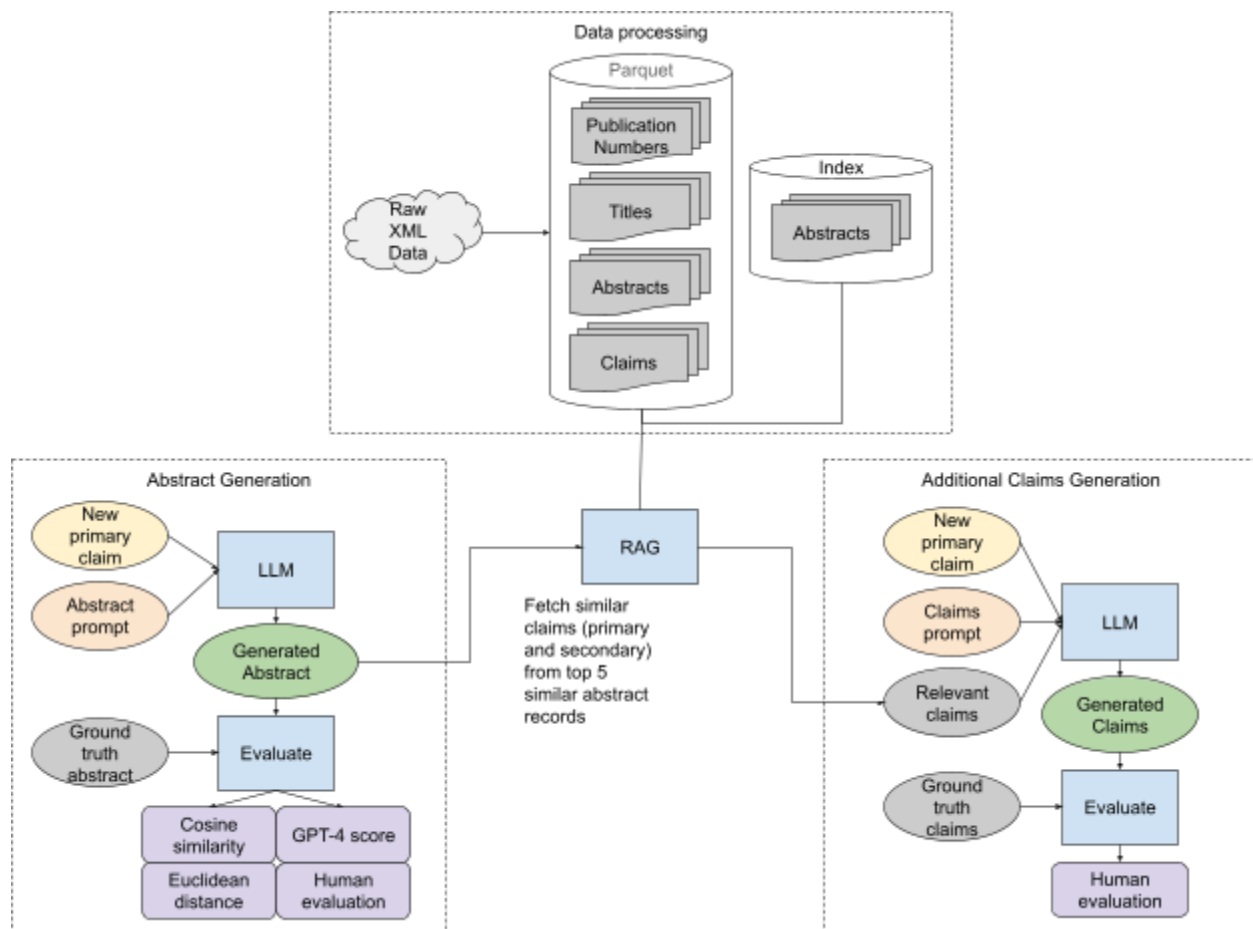 Data processing
Parquet
Publication
Numbers
Titles
Abstracts
Claims
Raw
XML
Data
Index
Abstracts
Abstract Generation
New
primary
claim
Abstract
prompt
LLM
Generated
Abstract
Ground
truth
abstract
Evaluate
Cosine
similarity
GPT-4 score
Euclidean
distance
Human
evaluation
RAG
Fetch similar
claims (primary
and secondary)
from top 5
similar abstract
records
Additional Claims Generation
New
primary
claim
Claims
prompt
Relevant
claims
LLM
Generated
Claims
Ground
truth
claims
Evaluate
Human
evaluation